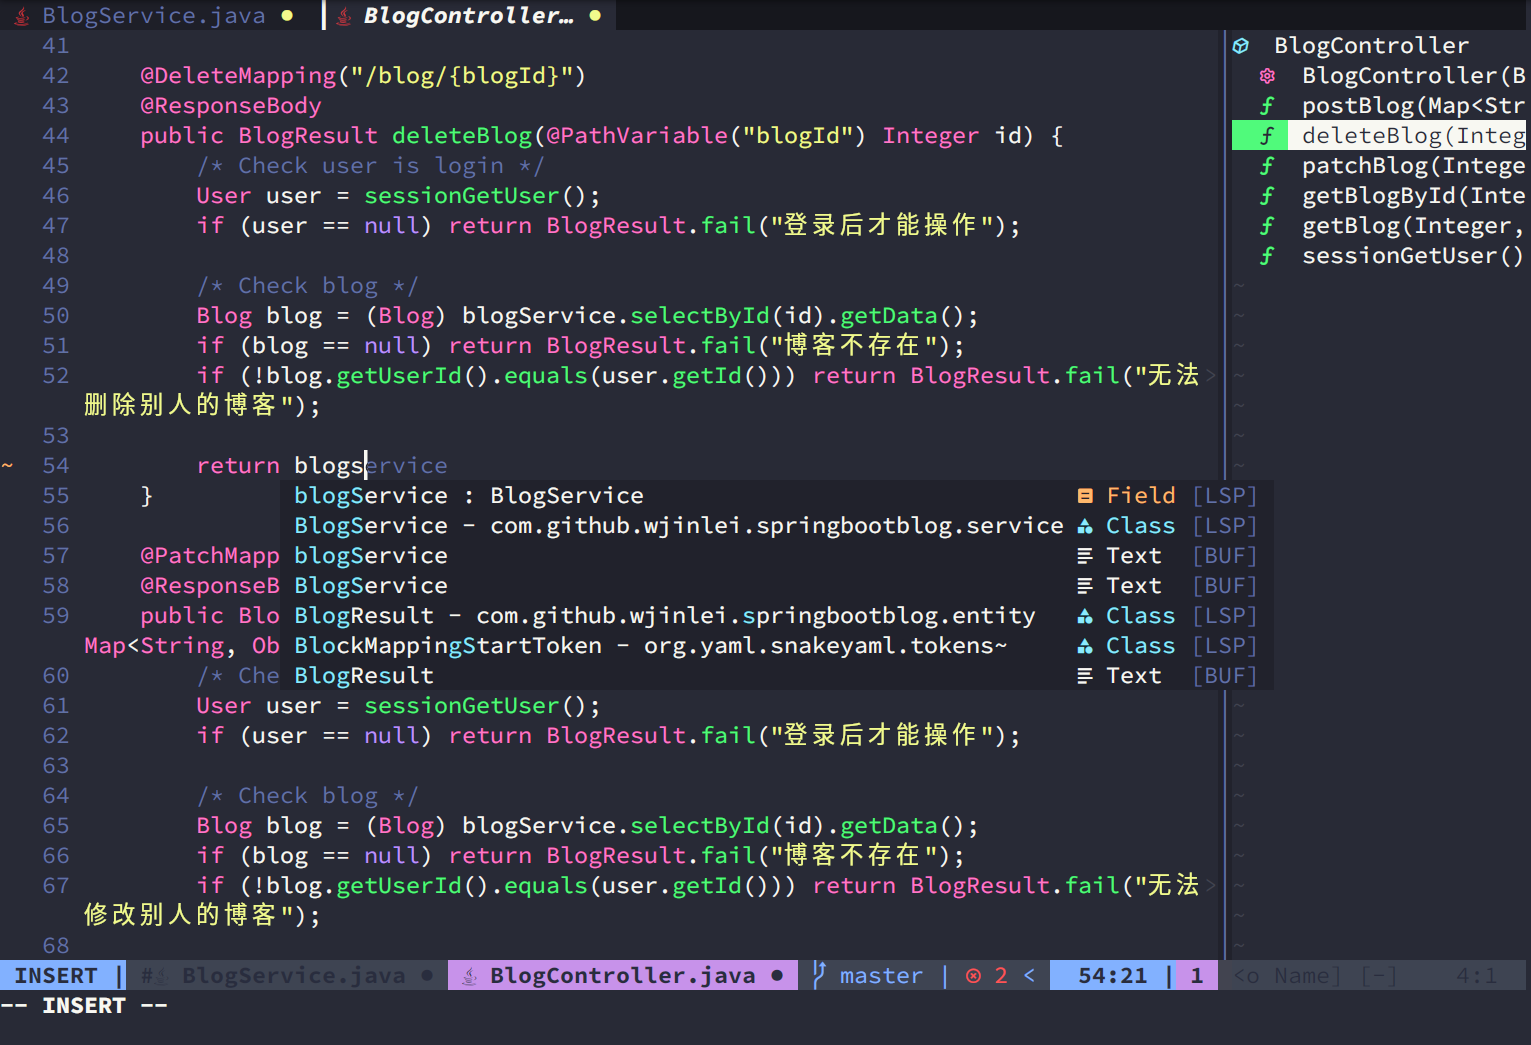 BlogService.java ● BlogController… ●
41
42 @DeleteMapping("/blog/{blogId}")
43 @ResponseBody
44 public BlogResult deleteBlog(@PathVariable("blogId") Integer id) {
45 /* Check user is login */
46 User user = sessionGetUser();
47 if (user == null) return BlogResult.fail("登录后才能操作");
48
49 /* Check blog */
50 Blog blog = (Blog) blogService.selectById(id).getData();
51 if (blog == null) return BlogResult.fail("博客不存在");
52 if (!blog.getUserId().equals(user.getId())) return BlogResult.fail("无法>
删除别人的博客");
53
~ 54 return blogservice
55 }
56
57 @PatchMapp
58 @ResponseB
59 public Blo
Map<String, Ob
60 /* Che
blogService : BlogService Field [LSP]
BlogService - com.github.wjinlei.springbootblog.service Class [LSP]
blogService Text [BUF]
BlogService Text [BUF]
BlogResult - com.github.wjinlei.springbootblog.entity Class [LSP]
BlockMappingStartToken - org.yaml.snakeyaml.tokens~ Class [LSP]
BlogResult Text [BUF]
61 User user = sessionGetUser();
62 if (user == null) return BlogResult.fail("登录后才能操作");
63
64 /* Check blog */
65 Blog blog = (Blog) blogService.selectById(id).getData();
66 if (blog == null) return BlogResult.fail("博客不存在");
67 if (!blog.getUserId().equals(user.getId())) return BlogResult.fail("无法>
修改别人的博客");
68
BlogController
BlogController(B
f postBlog(Map<Str
f deleteBlog(Integ
f patchBlog(Intege
f getBlogById(Inte
f getBlog(Integer,
f sessionGetUser()
INSERT | # BlogService.java ● BlogController.java ● master | 2 < 54:21 | 1 <o Name] [-] 4:1
-- INSERT --